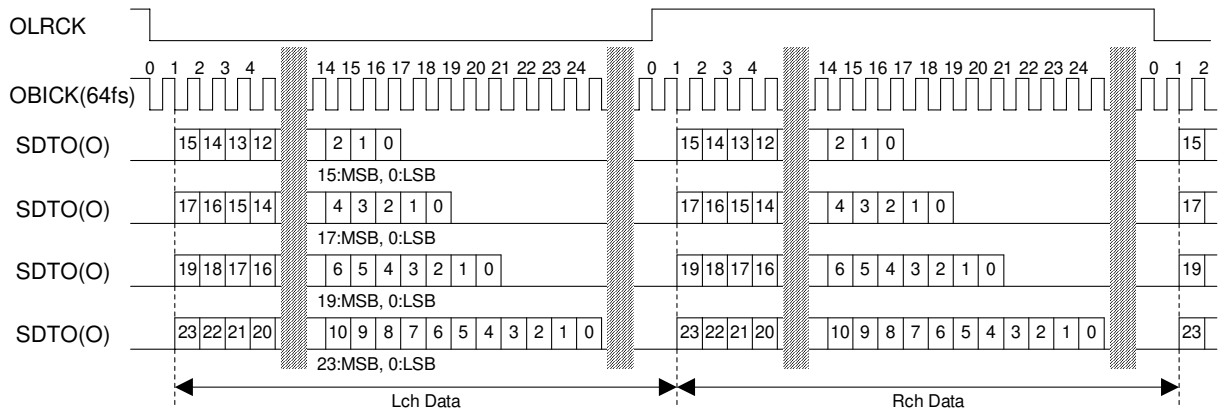 OLRCK
0 1 2 3 4 14 15 16 17 18 19 20 21 22 23 24 0 1 2 3 4 14 15 16 17 18 19 20 21 22 23 24 0 1 2
OBICK(64fs)
SDTO(O) 15 14 13 12 2 1 0 15 14 13 12 2 1 0 15
15:MSB, 0:LSB
SDTO(O) 17 16 15 14 4 3 2 1 0 17 16 15 14 4 3 2 1 0 17
17:MSB, 0:LSB
SDTO(O) 19 18 17 16 6 5 4 3 2 1 0 19 18 17 16 6 5 4 3 2 1 0 19
19:MSB, 0:LSB
SDTO(O) 23 22 21 20 10 9 8 7 6 5 4 3 2 1 0 23 22 21 20 10 9 8 7 6 5 4 3 2 1 0 23
23:MSB, 0:LSB
Lch Data Rch Data